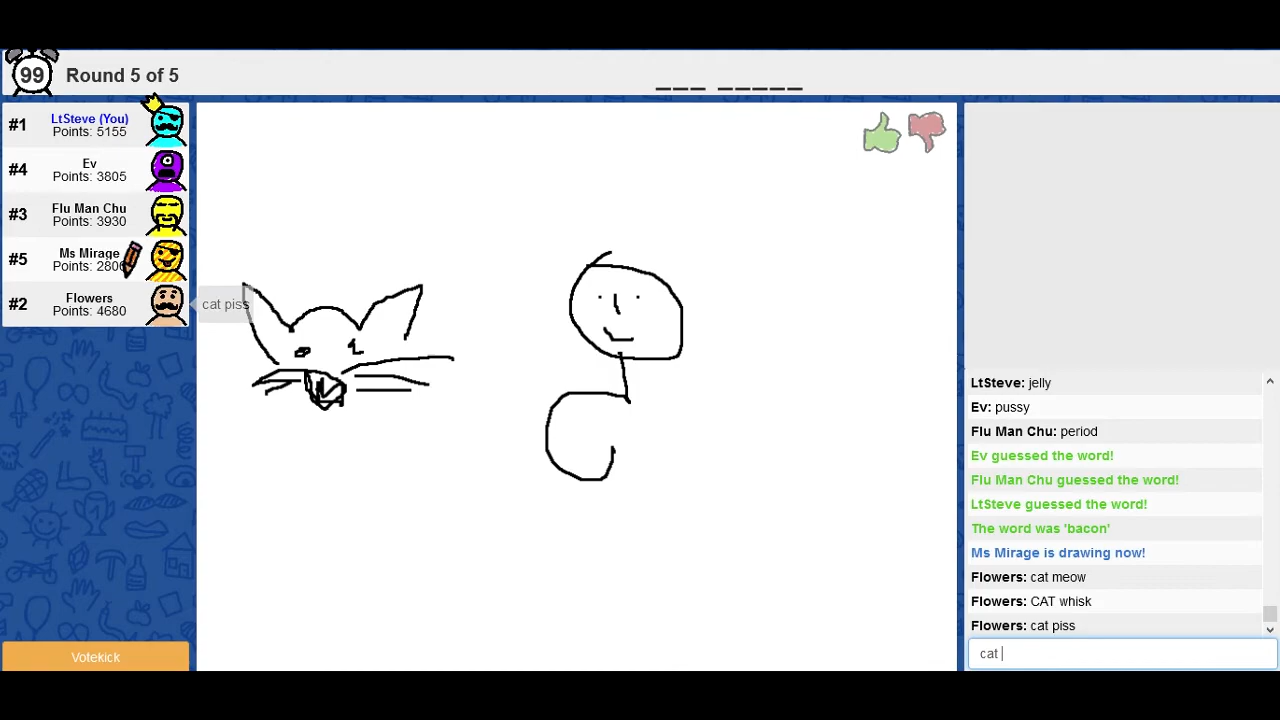 99
Round 5 of 5
___ _____
#1
LtSteve (You)
Points: 5155
#4
Ev
Points: 3805
#3
Flu Man Chu
Points: 3930
#5
Ms Mirage
Points: 2806
#2
Flowers
Points: 4680
cat piss
Votekick
LtSteve: jelly
Ev: pussy
Flu Man Chu: period
Ev guessed the word!
Flu Man Chu guessed the word!
LtSteve guessed the word!
The word was 'bacon'
Ms Mirage is drawing now!
Flowers: cat meow
Flowers: CAT whisk
Flowers: cat piss
cat